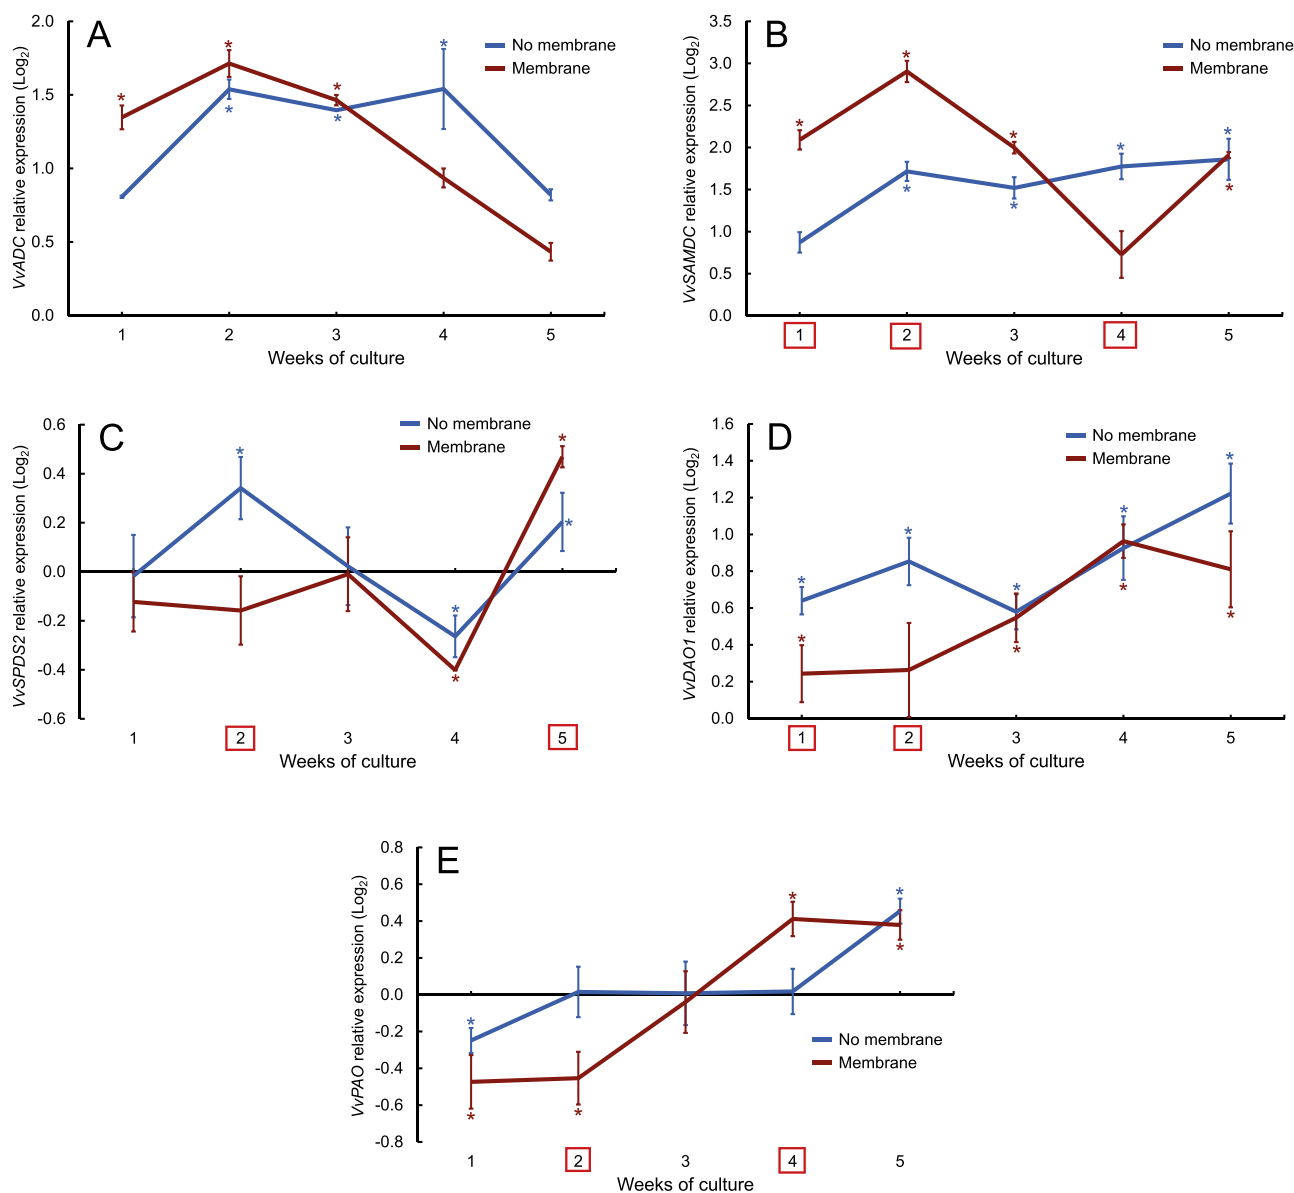 A
VvADC relative expression (Log2)
2.0
1.5
1.0
0.5
0.0
No membrane
Membrane
*
*
*
*
*
*
1 2 3 4 5
Weeks of culture
B
VvSAMDC relative expression (Log2)
3.5
3.0
2.5
2.0
1.5
1.0
0.5
0.0
No membrane
Membrane
*
*
*
*
*
*
*
*
1 2 3 4 5
Weeks of culture
C
VvSPDS2 relative expression (Log2)
0.6
0.4
0.2
0.0
-0.2
-0.4
-0.6
No membrane
Membrane
*
*
*
*
*
1 2 3 4 5
Weeks of culture
D
VvDAO1 relative expression (Log2)
1.6
1.4
1.2
1.0
0.8
0.6
0.4
0.2
0.0
No membrane
Membrane
*
*
*
*
*
*
*
*
*
1 2 3 4 5
Weeks of culture
E
VvPAO relative expression (Log2)
0.8
0.6
0.4
0.2
0.0
-0.2
-0.4
-0.6
-0.8
No membrane
Membrane
*
*
*
*
*
*
1 2 3 4 5
Weeks of culture